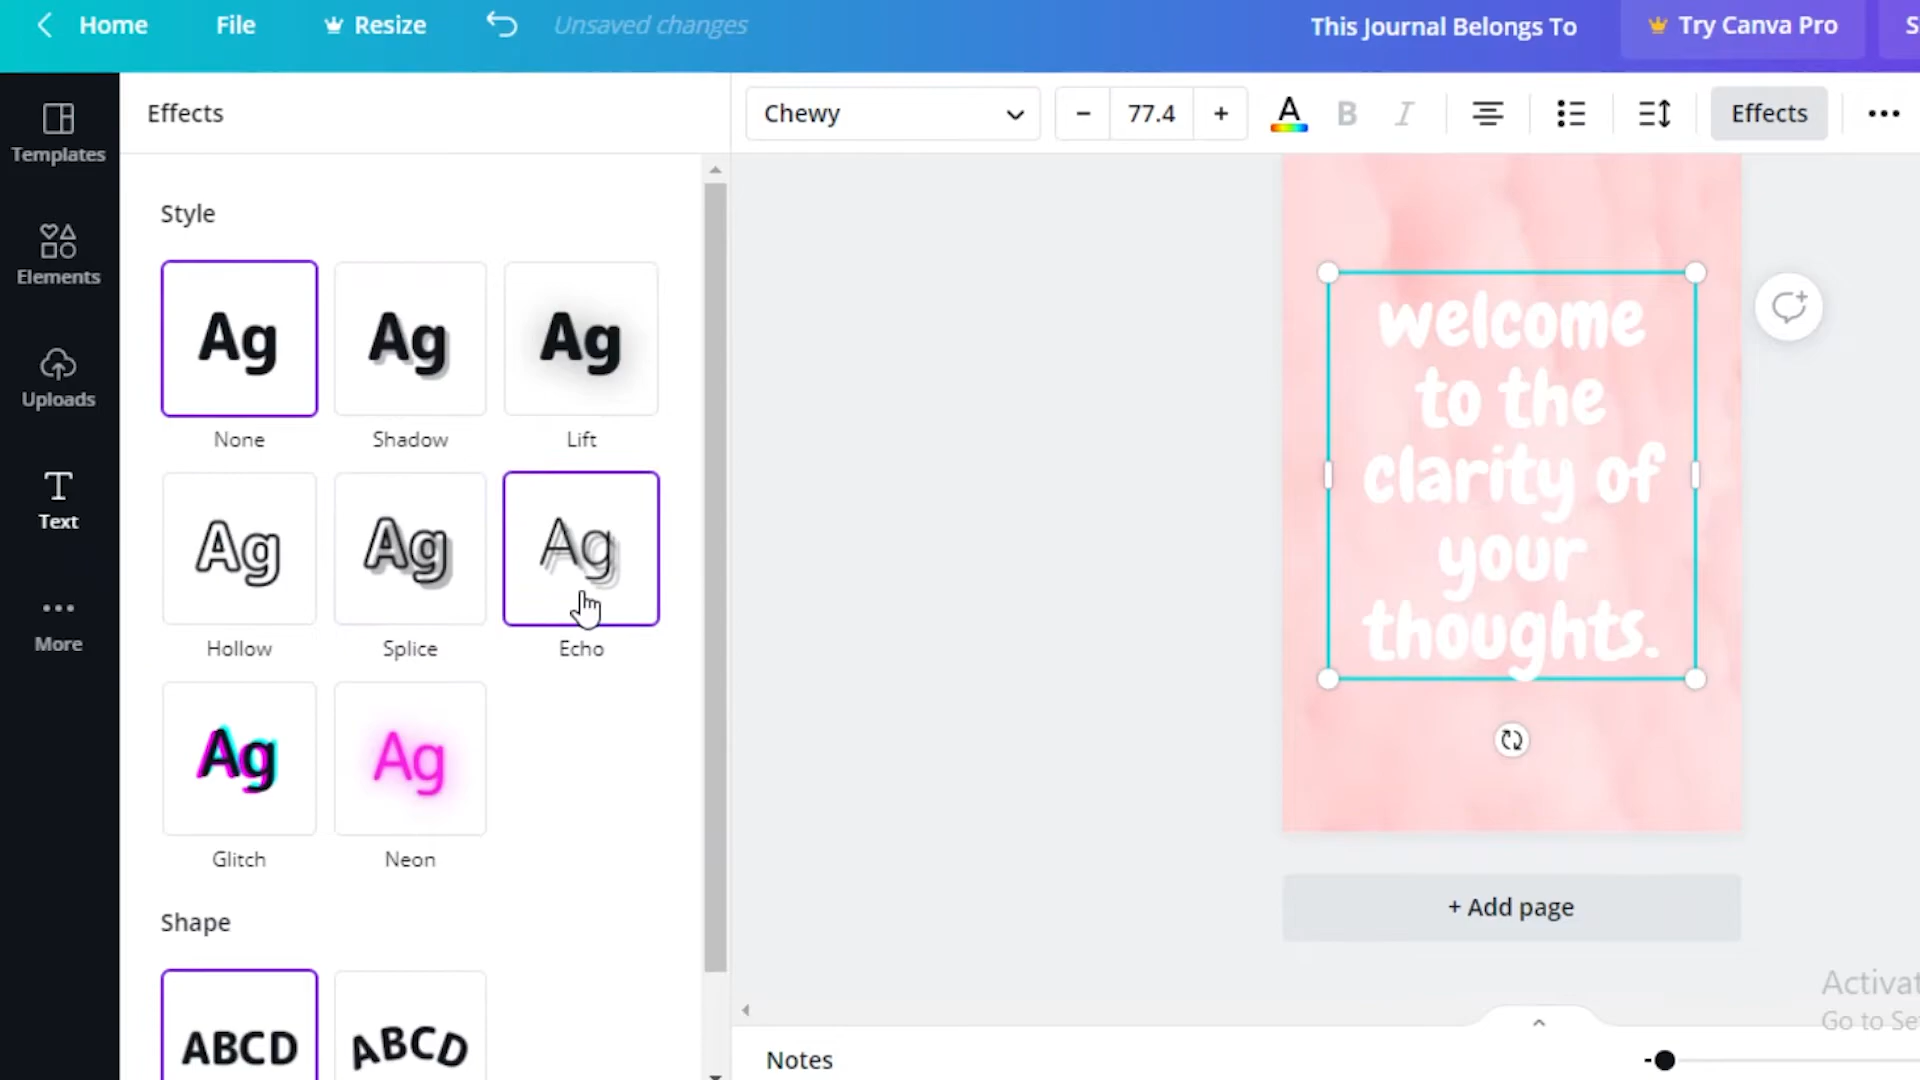 Home File Resize Unsaved changes This Journal Belongs To Try Canva Pro
Templates
Elements
Uploads
Text
More
Effects
Style
Ag Ag Ag
None Shadow Lift
Ag Ag Ag
Hollow Splice Echo
Ag Ag
Glitch Neon
Shape
ABCD ABCD
Chewy - 77.4 + A B I Effects
welcome
to the
clarity of
your
thoughts.
+ Add page
Notes